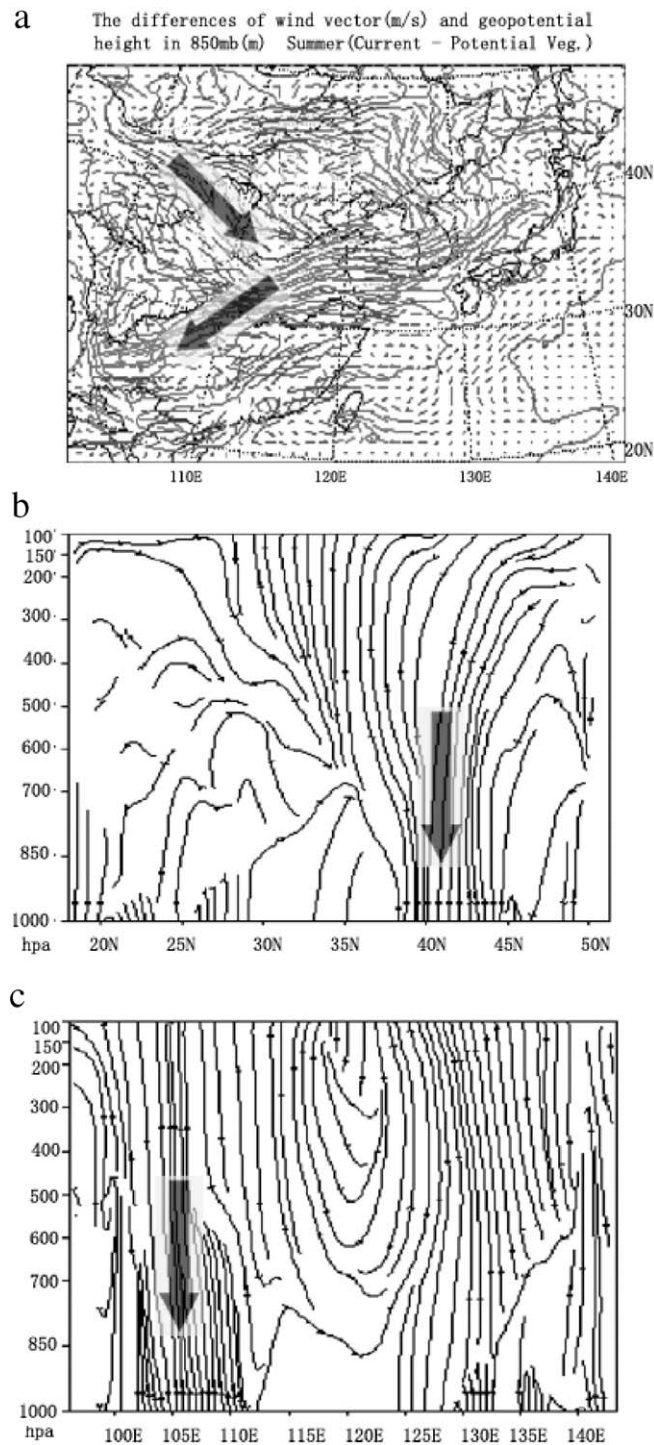 a
The differences of wind vector(m/s) and geopotential
height in 850mb(m) Summer(Current - Potential Veg.)
40N
30N
20N
110E 120E 130E 140E
b
100
150
200
300
400
500
600
700
850
1000
hpa 20N 25N 30N 35N 40N 45N 50N
c
100
150
200
300
400
500
600
700
850
1000
hpa 100E 105E 110E 115E 120E 125E 130E 135E 140E